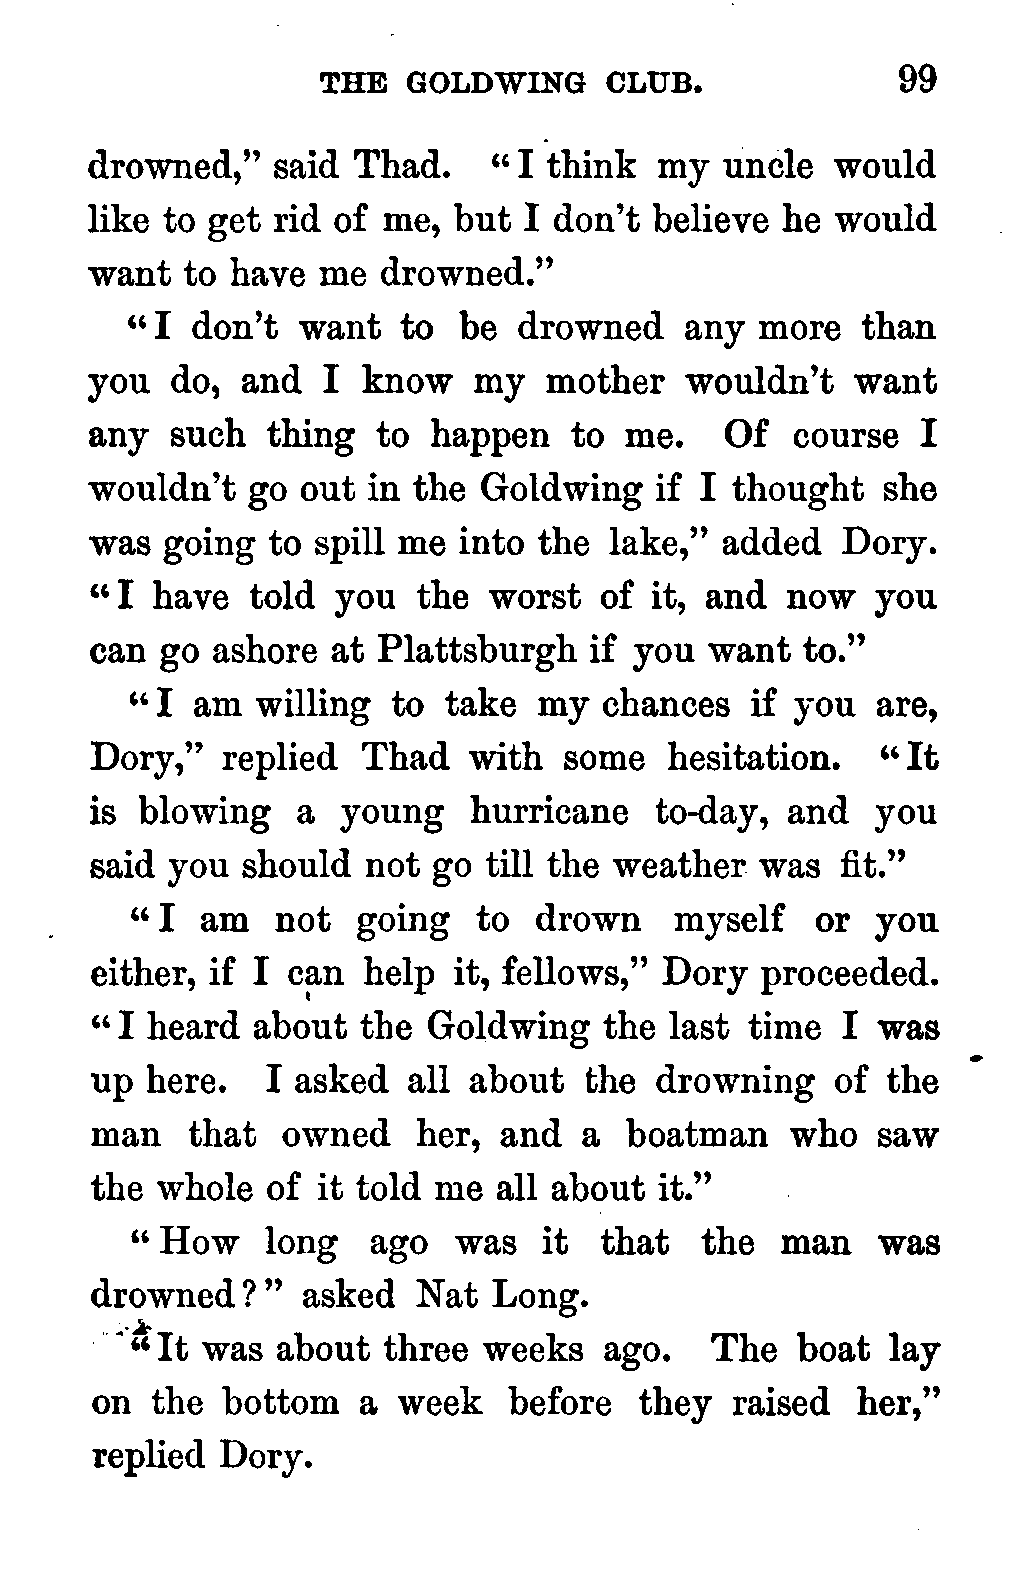 THE GOLDWING CLUB. 99
drowned,” said Thad. “I think my uncle would
like to get rid of me, but I don’t believe he would
want to have me drowned.”
“I don’t want to be drowned any more than
you do, and I know my mother wouldn’t want
any such thing to happen to me. Of course I
wouldn’t go out in the Goldwing if I thought she
was going to spill me into the lake,” added Dory.
“I have told you the worst of it, and now you
can go ashore at Plattsburgh if you want to.”
“I am willing to take my chances if you are,
Dory,” replied Thad with some hesitation. “It
is blowing a young hurricane to-day, and you
said you should not go till the weather was fit.”
“I am not going to drown myself or you
either, if I can help it, fellows,” Dory proceeded.
“I heard about the Goldwing the last time I was
up here. I asked all about the drowning of the
man that owned her, and a boatman who saw
the whole of it told me all about it.”
“How long ago was it that the man was
drowned?” asked Nat Long.
“It was about three weeks ago. The boat lay
on the bottom a week before they raised her,”
replied Dory.